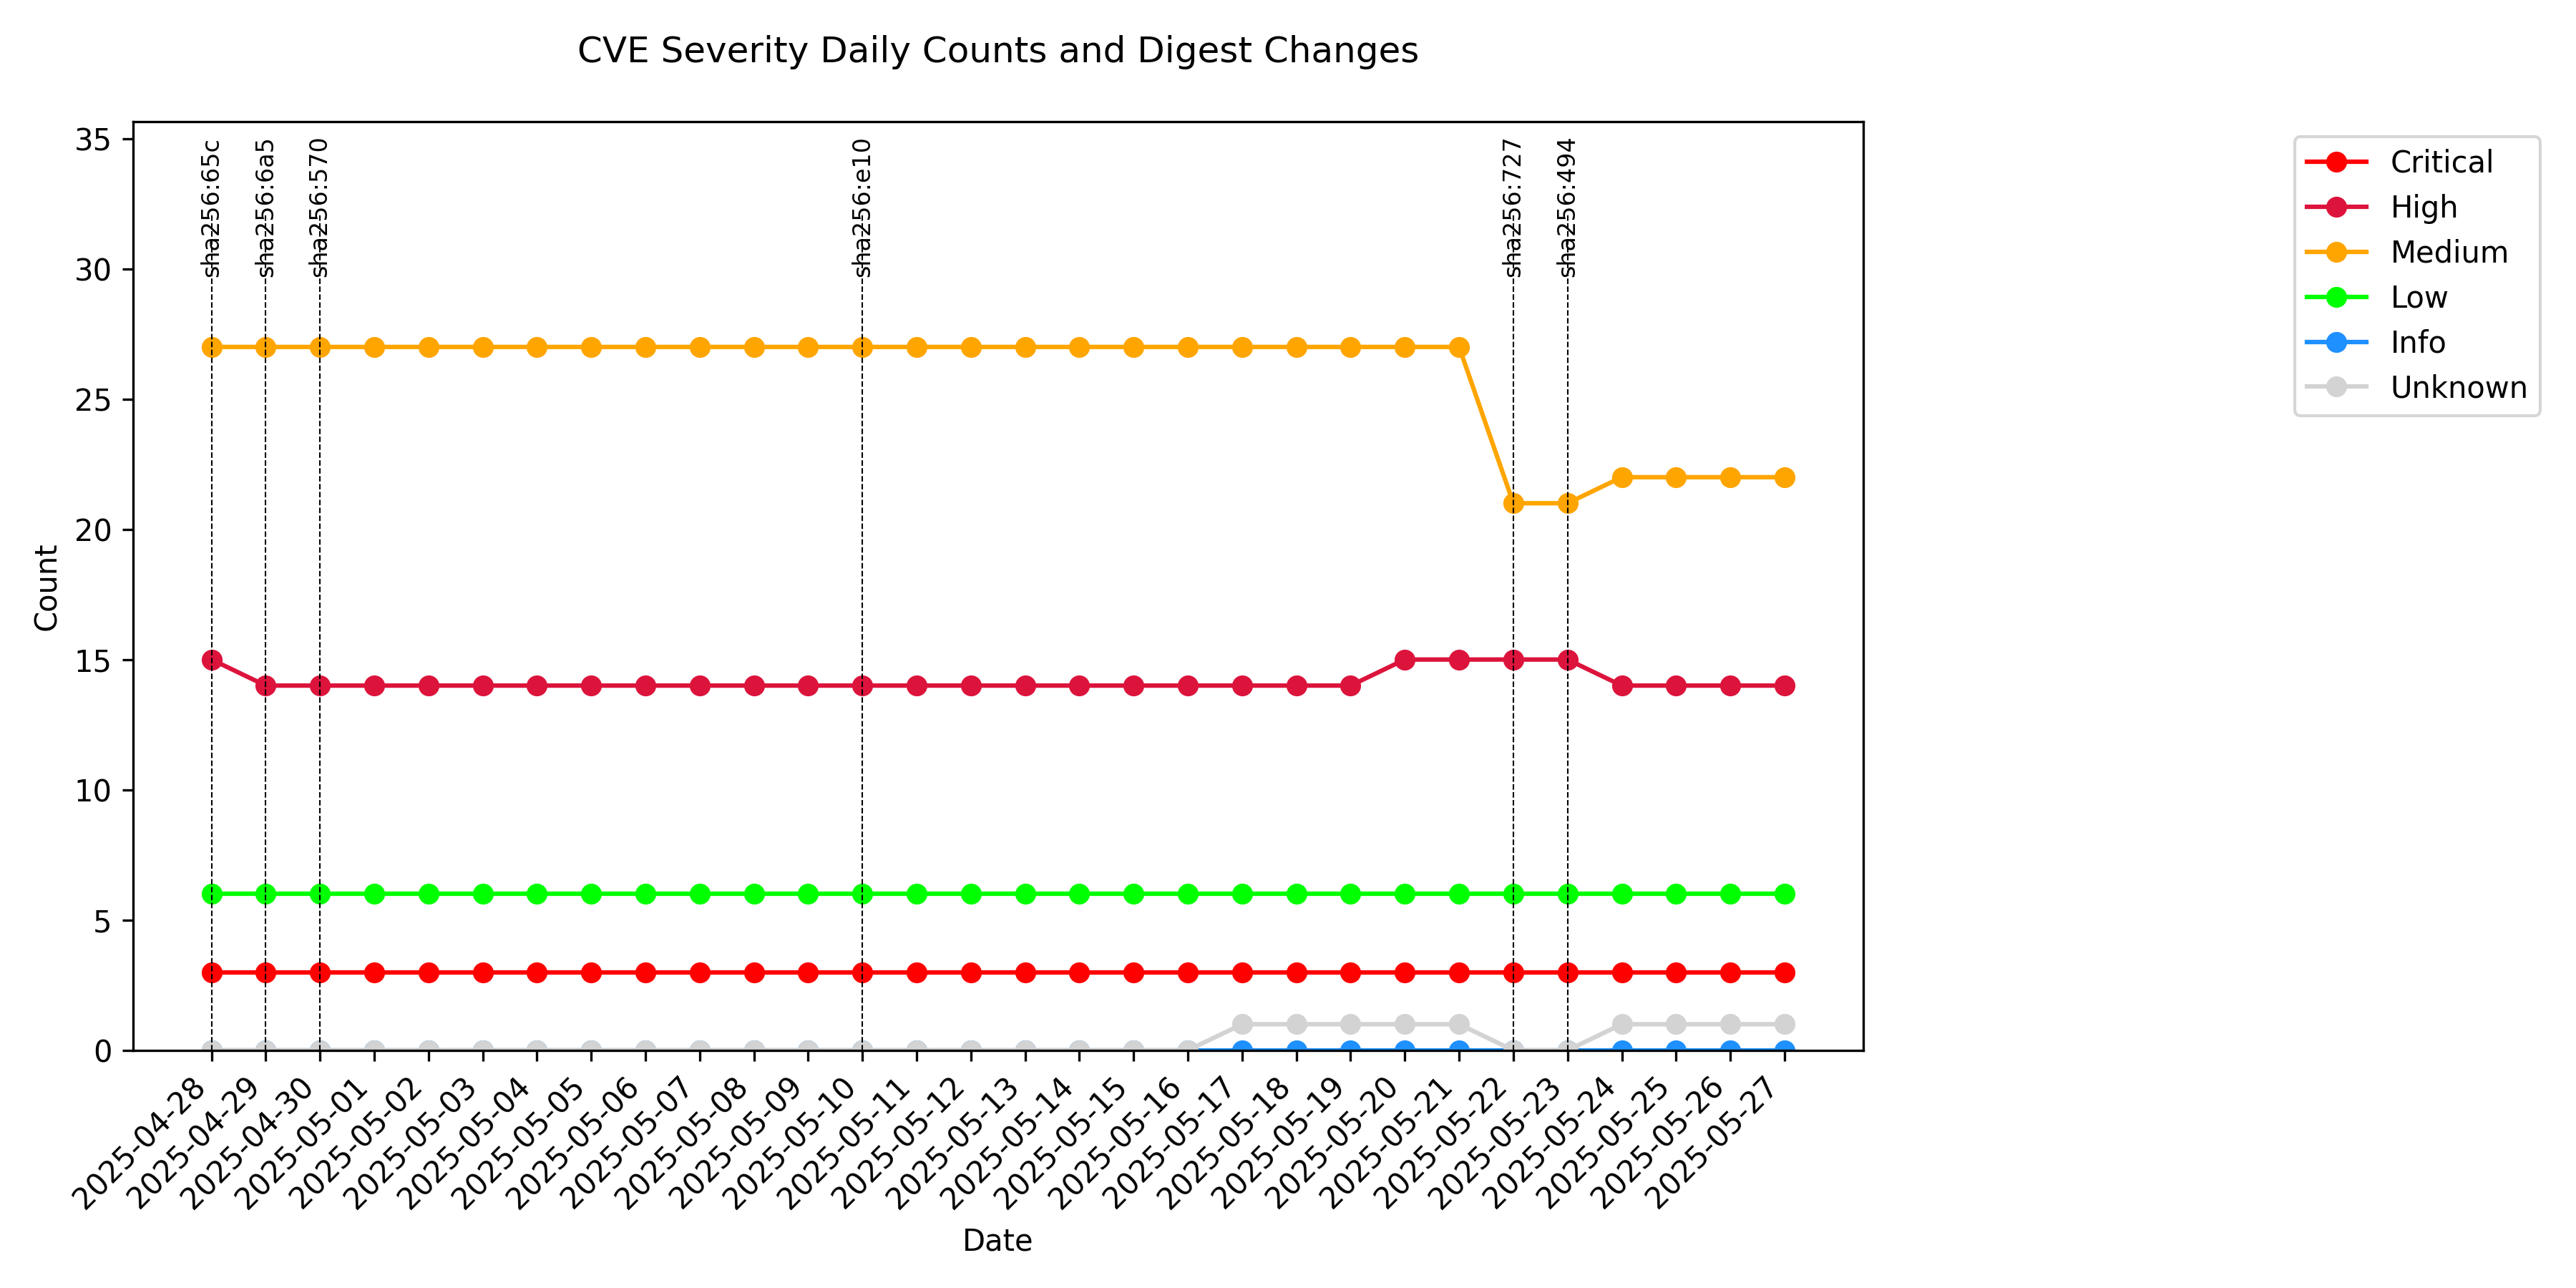 CVE Severity Daily Counts and Digest Changes
35
30
25
20
15
10
5
0
Count
sha256:65c
sha256:6a5
sha256:570
sha256:e10
sha256:727
sha256:494
2025-04-28
2025-04-29
2025-04-30
2025-05-01
2025-05-02
2025-05-03
2025-05-04
2025-05-05
2025-05-06
2025-05-07
2025-05-08
2025-05-09
2025-05-10
2025-05-11
2025-05-12
2025-05-13
2025-05-14
2025-05-15
2025-05-16
2025-05-17
2025-05-18
2025-05-19
2025-05-20
2025-05-21
2025-05-22
2025-05-23
2025-05-24
2025-05-25
2025-05-26
2025-05-27
Date
Critical
High
Medium
Low
Info
Unknown